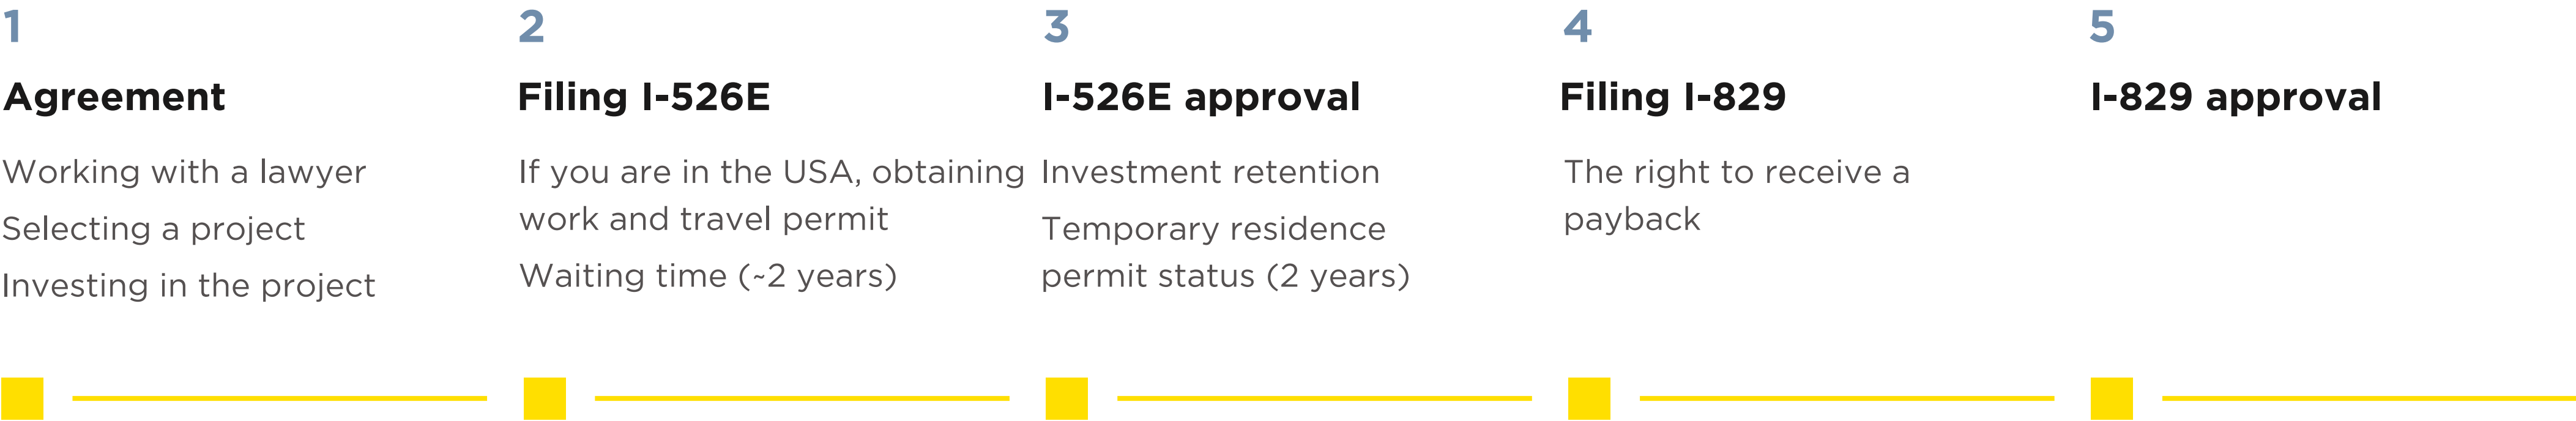 1
Agreement
Working with a lawyer
Selecting a project
Investing in the project
2
Filing I-526E
If you are in the USA, obtaining
work and travel permit
Waiting time (~2 years)
3
I-526E approval
Investment retention
Temporary residence
permit status (2 years)
4
Filing I-829
The right to receive a
payback
5
I-829 approval